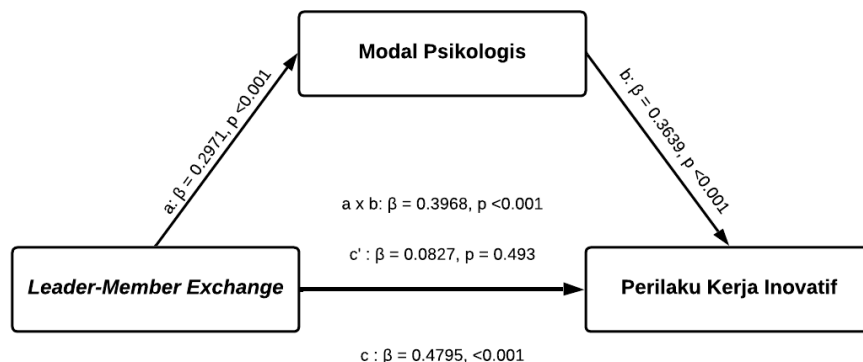 Modal Psikologis
a: β = 0.2971, p <0.001
b: β = 0.3639, p <0.001
a x b: β = 0.3968, p <0.001
c' : β = 0.0827, p = 0.493
Leader-Member Exchange
Perilaku Kerja Inovatif
c : β = 0.4795, <0.001